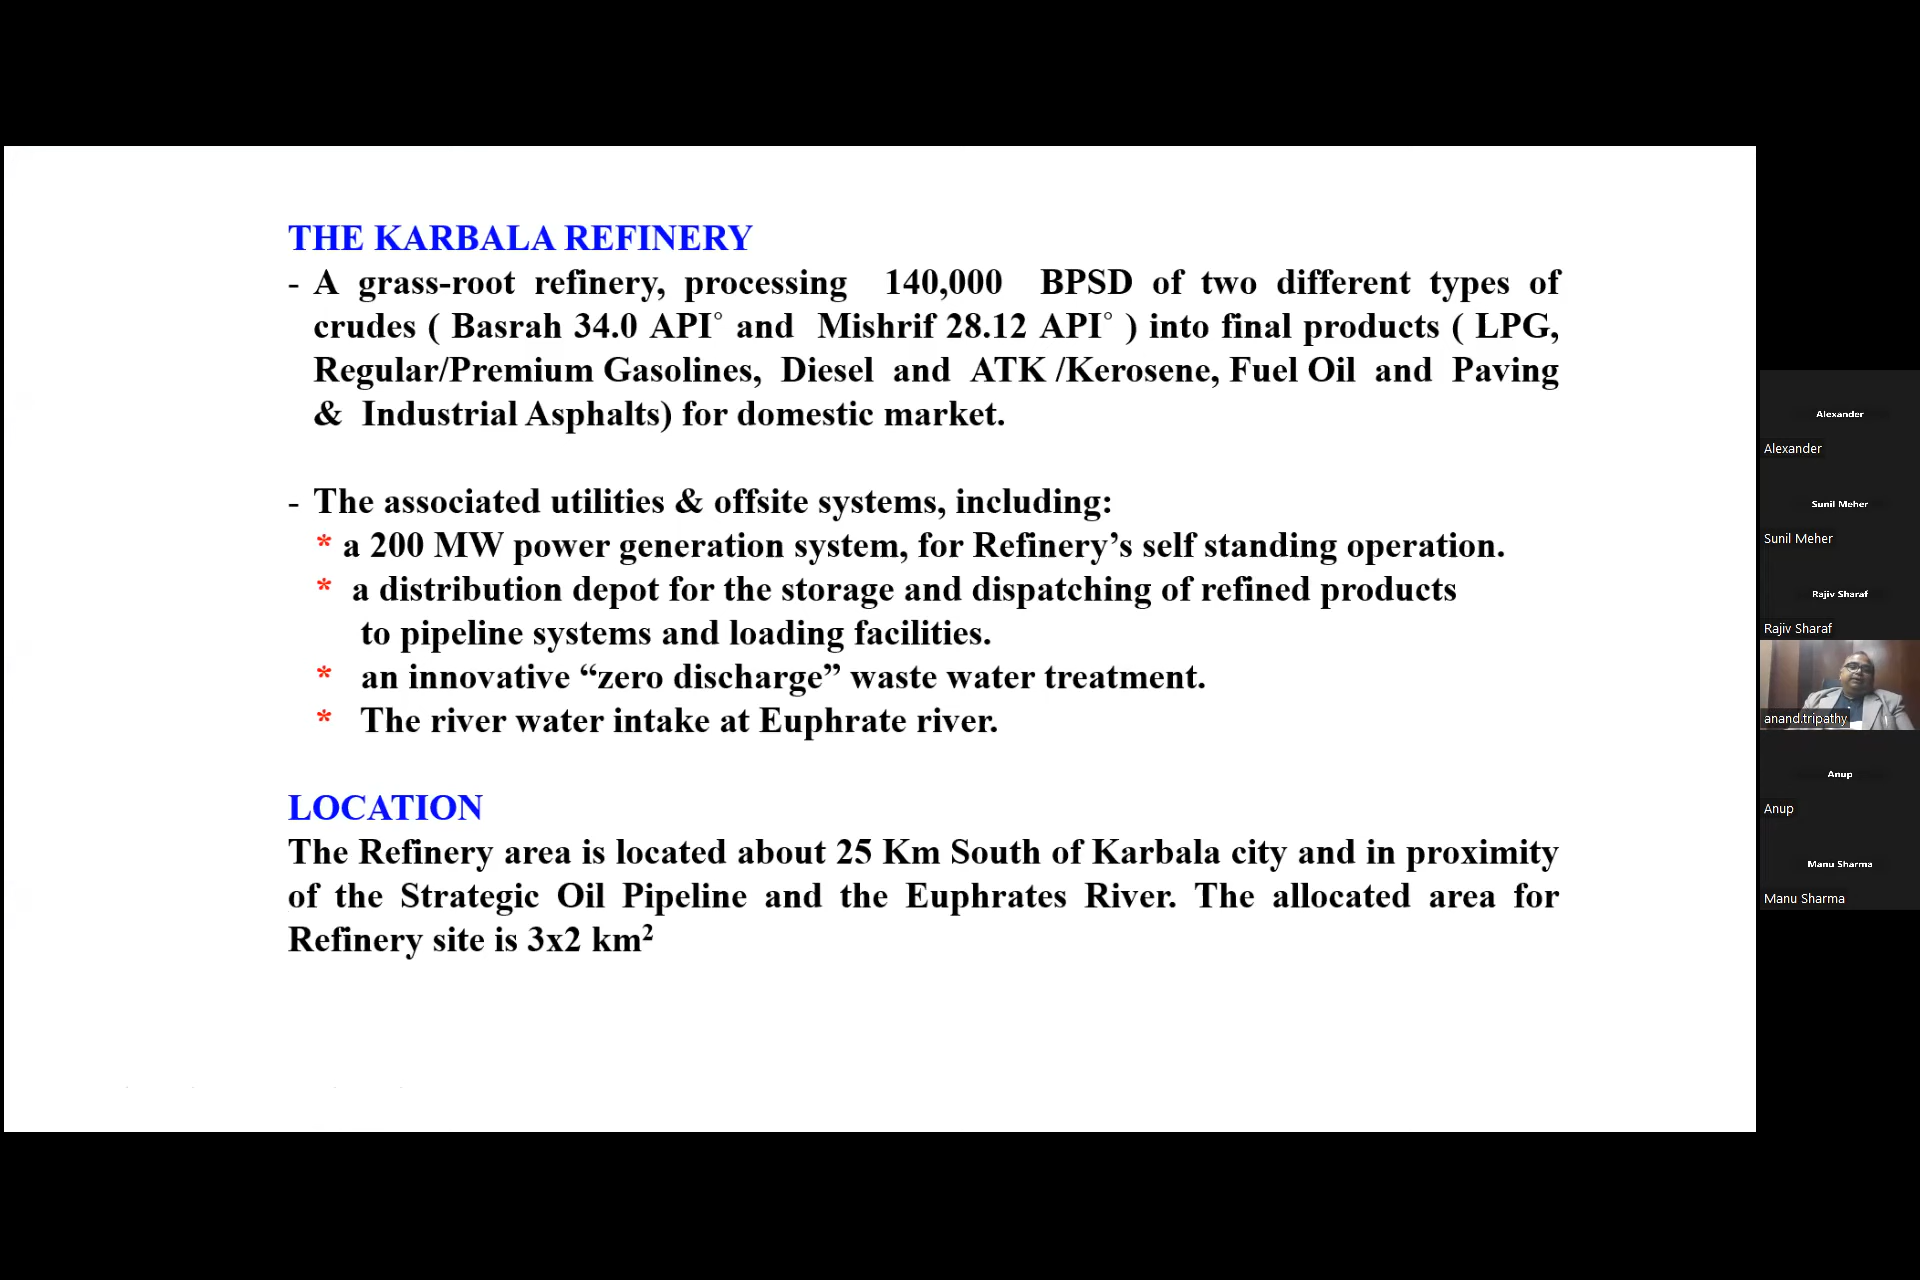 THE KARBALA REFINERY
- A grass-root refinery, processing 140,000 BPSD of two different types of
crudes ( Basrah 34.0 API° and Mishrif 28.12 API° ) into final products ( LPG,
Regular/Premium Gasolines, Diesel and ATK /Kerosene, Fuel Oil and Paving
& Industrial Asphalts) for domestic market.
- The associated utilities & offsite systems, including:
* a 200 MW power generation system, for Refinery’s self standing operation.
* a distribution depot for the storage and dispatching of refined products
to pipeline systems and loading facilities.
* an innovative “zero discharge” waste water treatment.
* The river water intake at Euphrate river.
LOCATION
The Refinery area is located about 25 Km South of Karbala city and in proximity
of the Strategic Oil Pipeline and the Euphrates River. The allocated area for
Refinery site is 3x2 km²
Alexander
Alexander
Sunil Meher
Sunil Meher
Rajiv Sharaf
Rajiv Sharaf
anand.tripathy
Anup
Anup
Manu Sharma
Manu Sharma